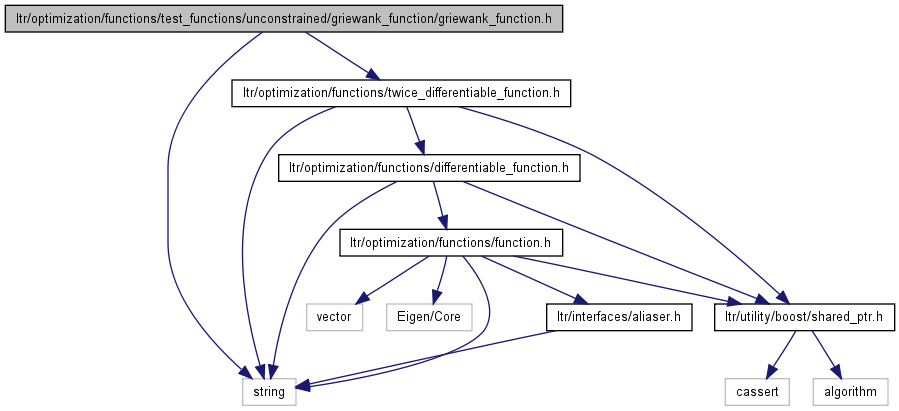 ltr/optimization/functions/test_functions/unconstrained/griewank_function/griewank_function.h
ltr/optimization/functions/twice_differentiable_function.h
ltr/optimization/functions/differentiable_function.h
ltr/optimization/functions/function.h
vector
Eigen/Core
ltr/interfaces/aliaser.h
ltr/utility/boost/shared_ptr.h
string
cassert
algorithm